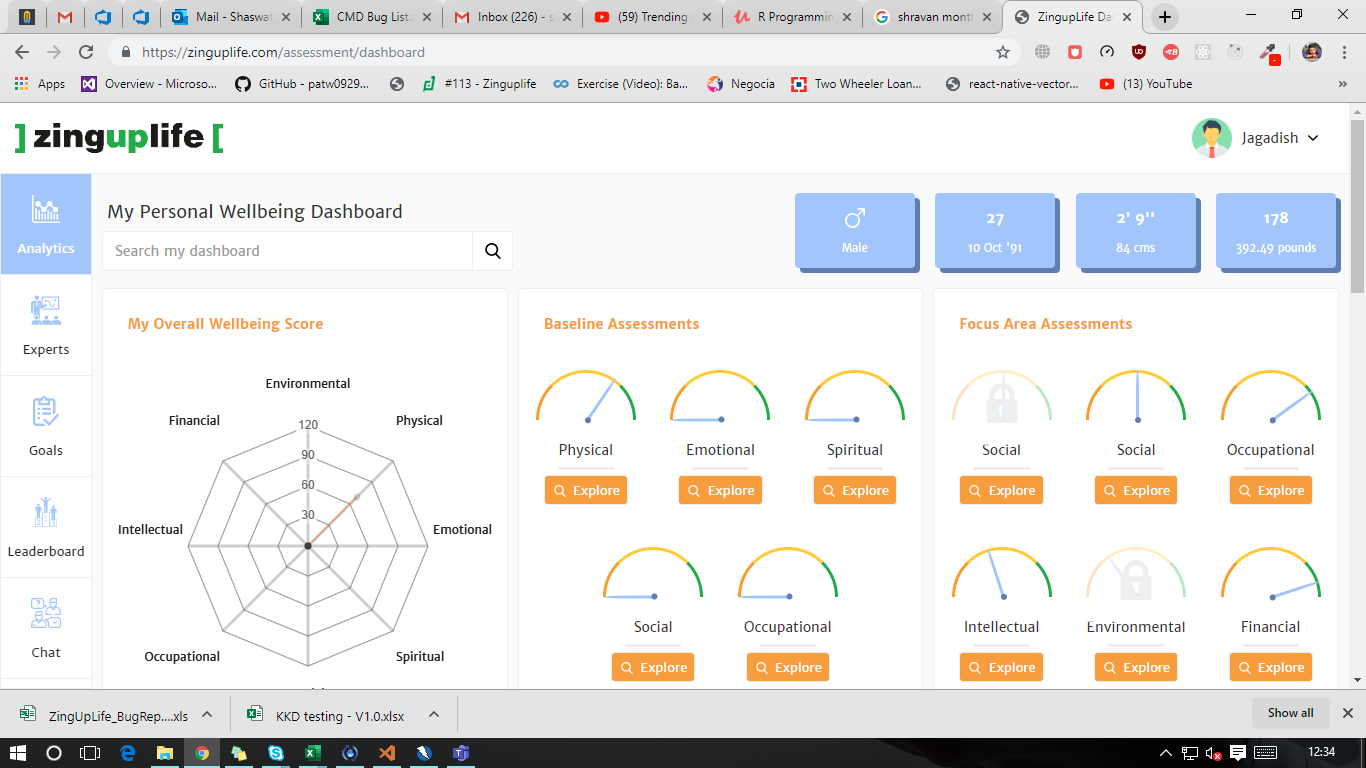 Mail - Shaswat
CMD Bug List.
Inbox (226) - s
(59) Trending
R Programmin
shravan month
ZingupLife Das
https://zinguplife.com/assessment/dashboard
Apps
Overview - Microso...
GitHub - patw0929...
#113 - Zinguplife
Exercise (Video): Ba...
Negocia
Two Wheeler Loan...
react-native-vector...
(13) YouTube
»
] zinguplife [
Jagadish
Analytics
Experts
Goals
Leaderboard
Chat
My Personal Wellbeing Dashboard
Search my dashboard
Male
27
10 Oct '91
2' 9''
84 cms
178
392.49 pounds
My Overall Wellbeing Score
Environmental
Financial
Physical
120
90
60
30
Intellectual
Emotional
Occupational
Spiritual
Baseline Assessments
Physical
Emotional
Spiritual
Explore
Explore
Explore
Social
Occupational
Explore
Explore
Focus Area Assessments
Social
Social
Occupational
Explore
Explore
Explore
Intellectual
Environmental
Financial
Explore
Explore
Explore
ZingUpLife_BugRep....xls
KKD testing - V1.0.xlsx
Show all
12:34